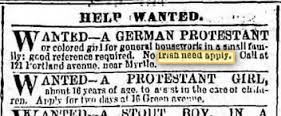 HELP WANTED.
WANTED—A GERMAN PROTESTANT
or colored girl for general housework in a small fam-
ily: good reference required. No Irish need apply. Call at
121 Portland avenue, near Myrtle.
WANTED—A PROTESTANT GIRL,
about 16 years of age, to assist in the care of chil-
dren. Apply for two days at 16 Green avenue.
WANTED—A STOUT BOY, IN A